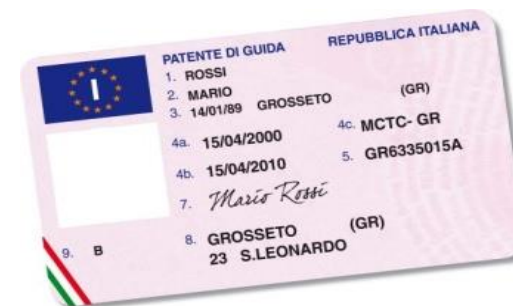 I
PATENTE DI GUIDA REPUBBLICA ITALIANA
1. ROSSI
2. MARIO
3. 14/01/89 GROSSETO (GR)
4a. 15/04/2000 4c. MCTC- GR
4b. 15/04/2010 5. GR6335015A
7. Mario Rossi
8. GROSSETO (GR)
23 S.LEONARDO
9. B